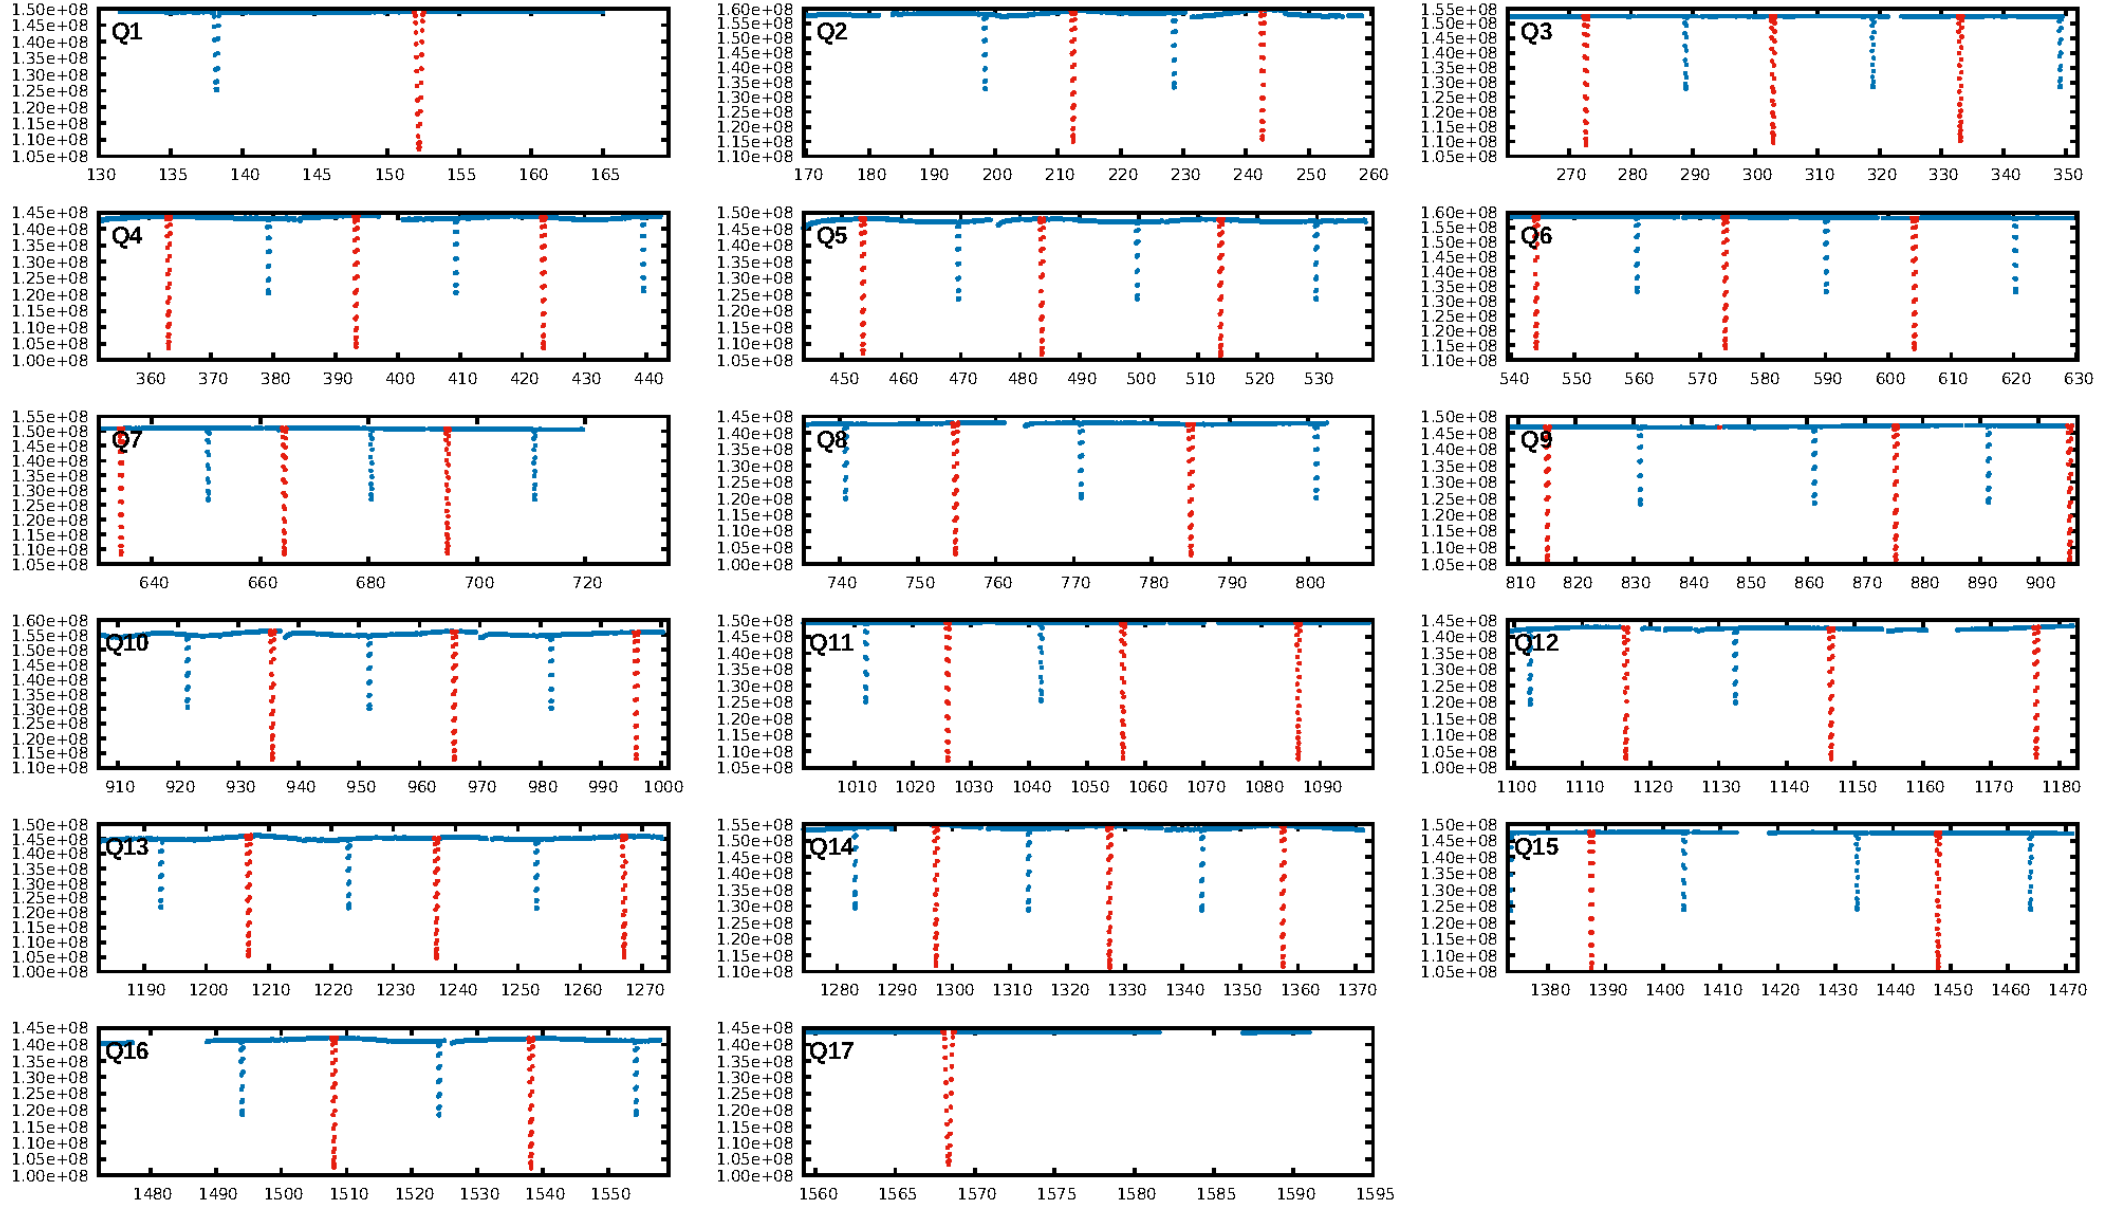 1.50e+08 1.45e+08 1.40e+08 1.35e+08 1.30e+08 1.25e+08 1.20e+08 1.15e+08 1.10e+08 1.05e+08
Q1
130 135 140 145 150 155 160 165
1.60e+08 1.55e+08 1.50e+08 1.45e+08 1.40e+08 1.35e+08 1.30e+08 1.25e+08 1.20e+08 1.15e+08 1.10e+08
Q2
170 180 190 200 210 220 230 240 250 260
1.55e+08 1.50e+08 1.45e+08 1.40e+08 1.35e+08 1.30e+08 1.25e+08 1.20e+08 1.15e+08 1.10e+08 1.05e+08
Q3
270 280 290 300 310 320 330 340 350
1.45e+08 1.40e+08 1.35e+08 1.30e+08 1.25e+08 1.20e+08 1.15e+08 1.10e+08 1.05e+08 1.00e+08
Q4
360 370 380 390 400 410 420 430 440
1.50e+08 1.45e+08 1.40e+08 1.35e+08 1.30e+08 1.25e+08 1.20e+08 1.15e+08 1.10e+08 1.05e+08
Q5
450 460 470 480 490 500 510 520 530
1.60e+08 1.55e+08 1.50e+08 1.45e+08 1.40e+08 1.35e+08 1.30e+08 1.25e+08 1.20e+08 1.15e+08 1.10e+08
Q6
540 550 560 570 580 590 600 610 620 630
1.55e+08 1.50e+08 1.45e+08 1.40e+08 1.35e+08 1.30e+08 1.25e+08 1.20e+08 1.15e+08 1.10e+08 1.05e+08
Q7
640 660 680 700 720
1.45e+08 1.40e+08 1.35e+08 1.30e+08 1.25e+08 1.20e+08 1.15e+08 1.10e+08 1.05e+08 1.00e+08
Q8
740 750 760 770 780 790 800
1.50e+08 1.45e+08 1.40e+08 1.35e+08 1.30e+08 1.25e+08 1.20e+08 1.15e+08 1.10e+08 1.05e+08
Q9
810 820 830 840 850 860 870 880 890 900
1.60e+08 1.55e+08 1.50e+08 1.45e+08 1.40e+08 1.35e+08 1.30e+08 1.25e+08 1.20e+08 1.15e+08 1.10e+08
Q10
910 920 930 940 950 960 970 980 990 1000
1.50e+08 1.45e+08 1.40e+08 1.35e+08 1.30e+08 1.25e+08 1.20e+08 1.15e+08 1.10e+08 1.05e+08
Q11
1010 1020 1030 1040 1050 1060 1070 1080 1090
1.45e+08 1.40e+08 1.35e+08 1.30e+08 1.25e+08 1.20e+08 1.15e+08 1.10e+08 1.05e+08 1.00e+08
Q12
1100 1110 1120 1130 1140 1150 1160 1170 1180
1.50e+08 1.45e+08 1.40e+08 1.35e+08 1.30e+08 1.25e+08 1.20e+08 1.15e+08 1.10e+08 1.05e+08 1.00e+08
Q13
1190 1200 1210 1220 1230 1240 1250 1260 1270
1.55e+08 1.50e+08 1.45e+08 1.40e+08 1.35e+08 1.30e+08 1.25e+08 1.20e+08 1.15e+08 1.10e+08
Q14
1280 1290 1300 1310 1320 1330 1340 1350 1360 1370
1.50e+08 1.45e+08 1.40e+08 1.35e+08 1.30e+08 1.25e+08 1.20e+08 1.15e+08 1.10e+08 1.05e+08
Q15
1380 1390 1400 1410 1420 1430 1440 1450 1460 1470
1.45e+08 1.40e+08 1.35e+08 1.30e+08 1.25e+08 1.20e+08 1.15e+08 1.10e+08 1.05e+08 1.00e+08
Q16
1480 1490 1500 1510 1520 1530 1540 1550
1.45e+08 1.40e+08 1.35e+08 1.30e+08 1.25e+08 1.20e+08 1.15e+08 1.10e+08 1.05e+08 1.00e+08
Q17
1560 1565 1570 1575 1580 1585 1590 1595